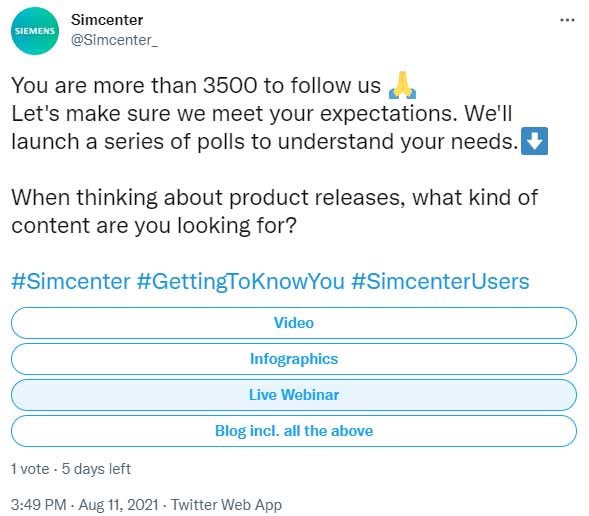 SIEMENS
Simcenter
@Simcenter_
You are more than 3500 to follow us 🙏
Let's make sure we meet your expectations. We'll
launch a series of polls to understand your needs.⬇️
When thinking about product releases, what kind of
content are you looking for?
#Simcenter #GettingToKnowYou #SimcenterUsers
Video
Infographics
Live Webinar
Blog incl. all the above
1 vote · 5 days left
3:49 PM · Aug 11, 2021 · Twitter Web App